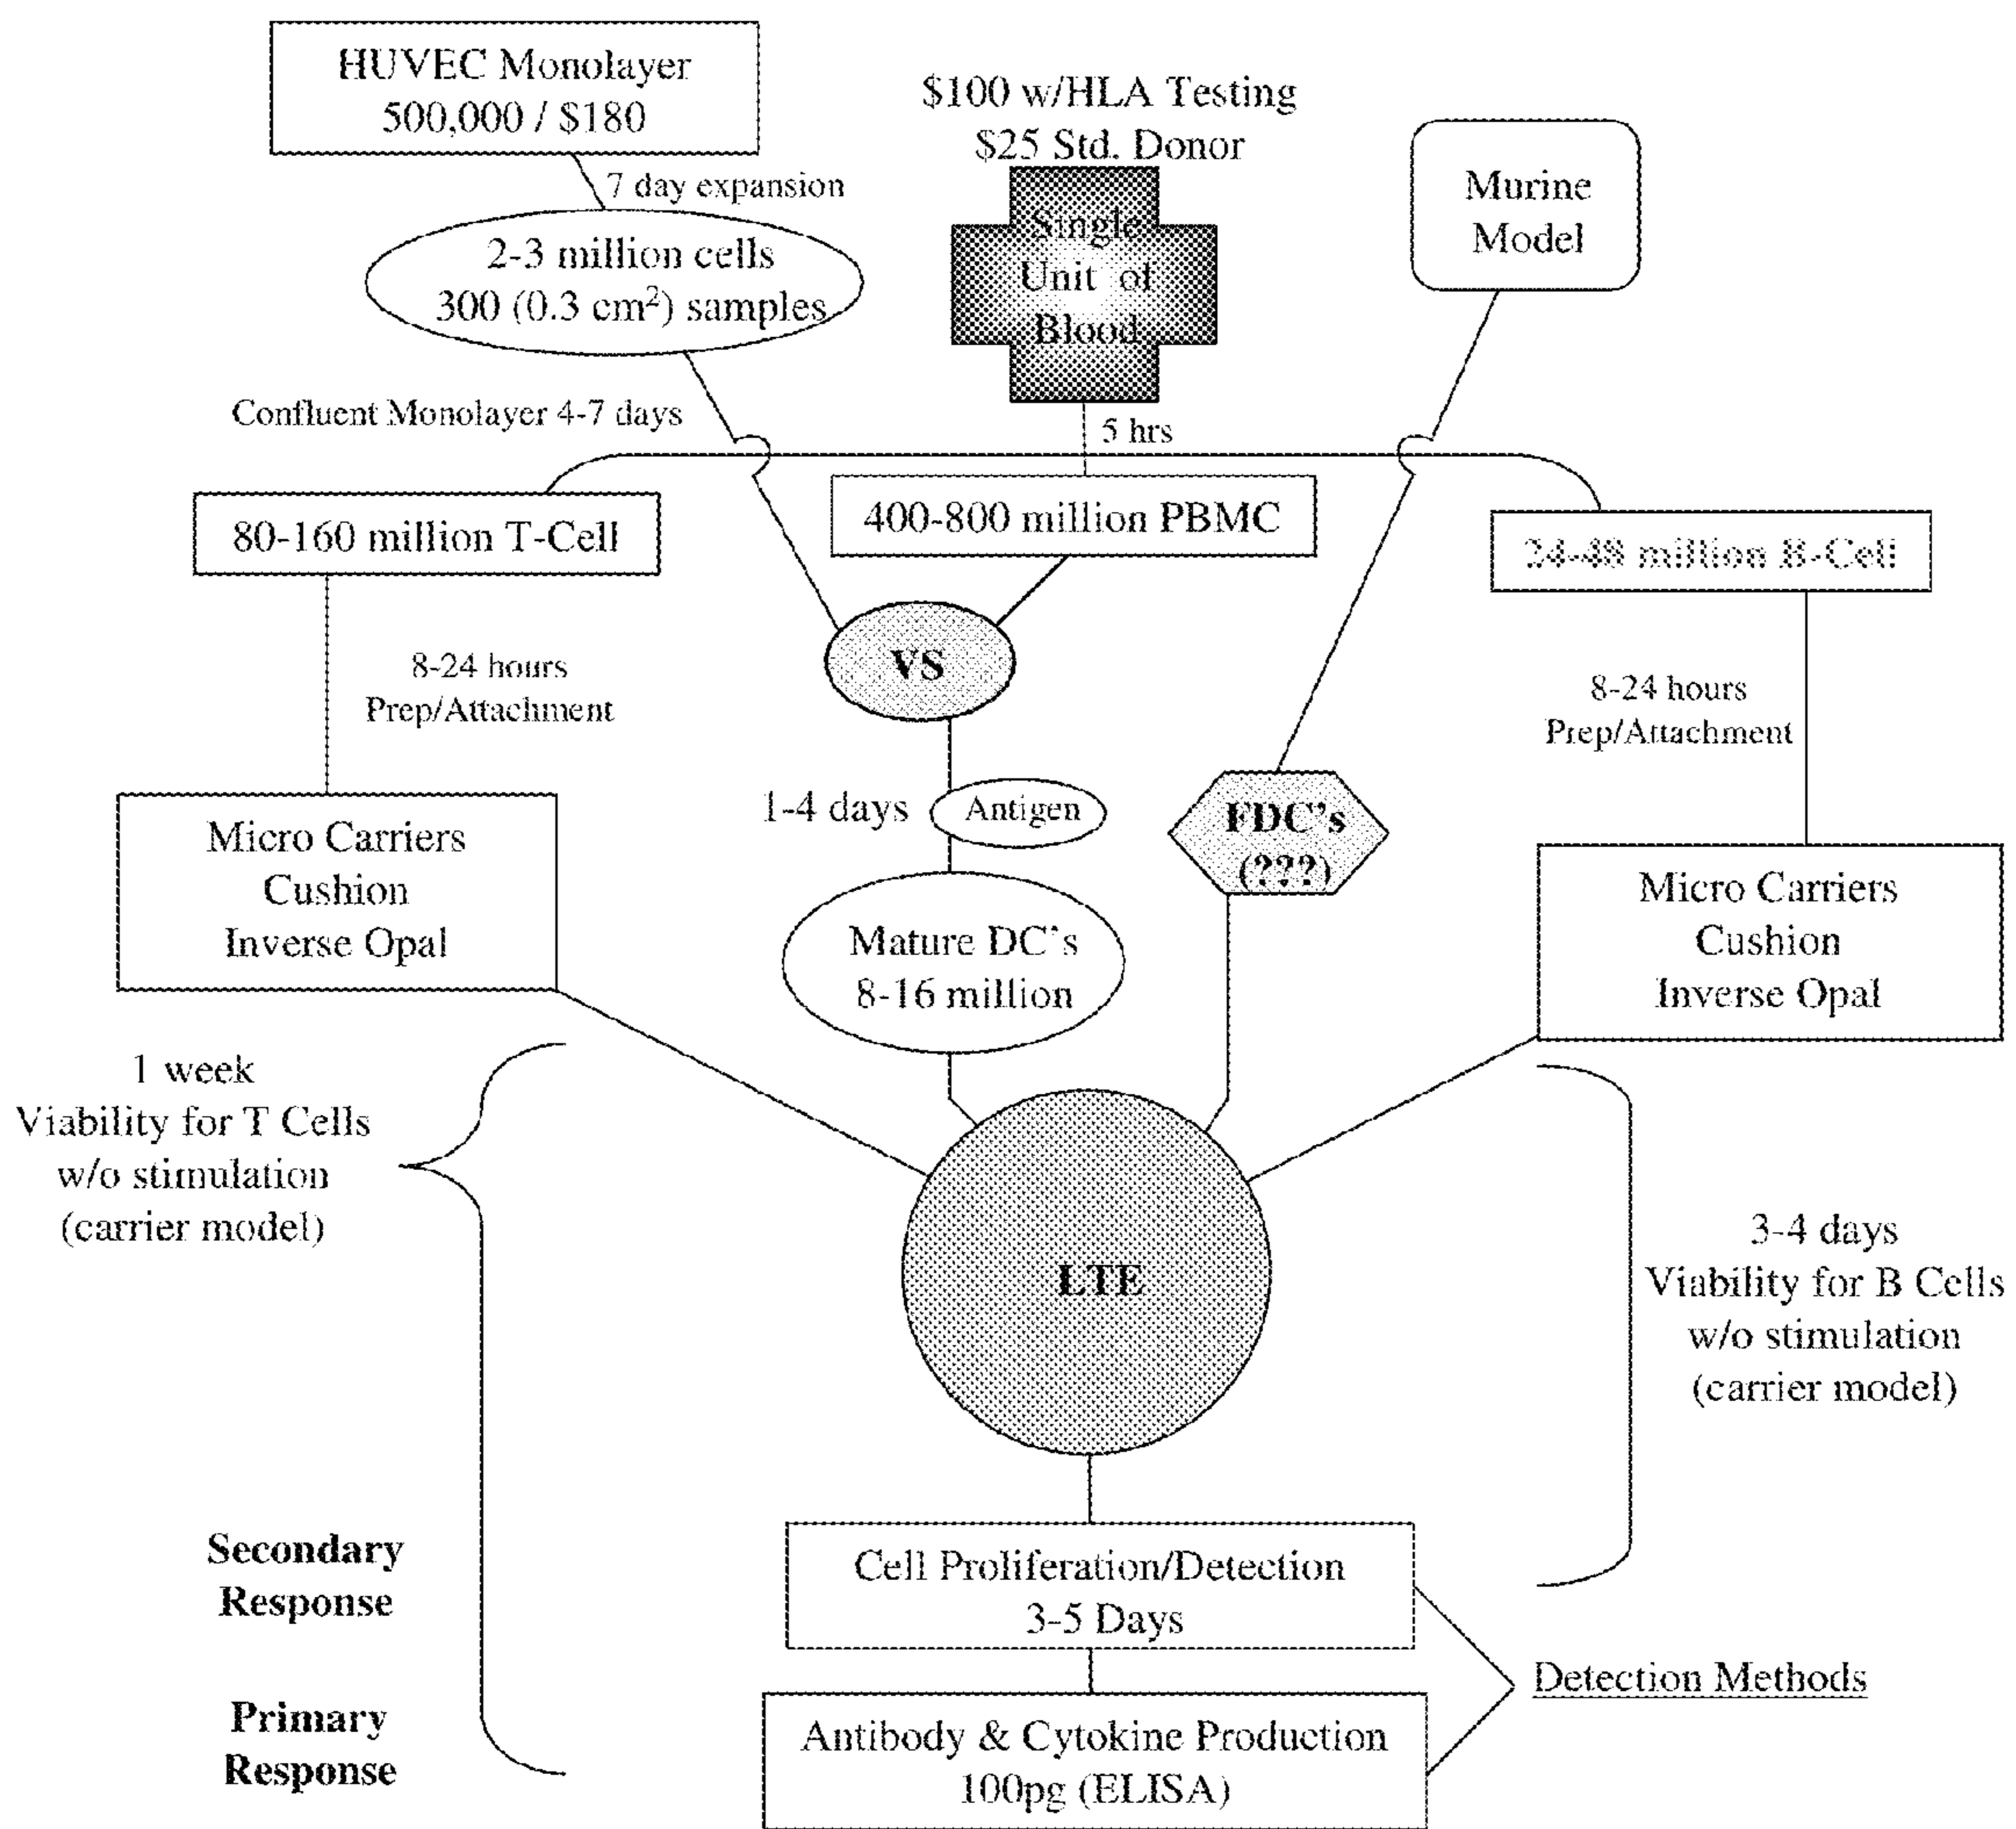 HUVEC Monolayer
500,000 / $180
$100 w/HLA Testing
$25 Std. Donor
Murine
Model
7 day expansion
2-3 million cells
300 (0.3 cm²) samples
Single
Unit of
Blood
Confluent Monolayer 4-7 days
5 hrs
80-160 million T-Cell
400-800 million PBMC
24-48 million B-Cell
8-24 hours
Prep/Attachment
VS
8-24 hours
Prep/Attachment
1-4 days
Antigen
FDC's
(???)
Micro Carriers
Cushion
Inverse Opal
Mature DC's
8-16 million
Micro Carriers
Cushion
Inverse Opal
1 week
Viability for T Cells
w/o stimulation
(carrier model)
LTE
3-4 days
Viability for B Cells
w/o stimulation
(carrier model)
Secondary
Response
Cell Proliferation/Detection
3-5 Days
Detection Methods
Primary
Response
Antibody & Cytokine Production
100pg (ELISA)